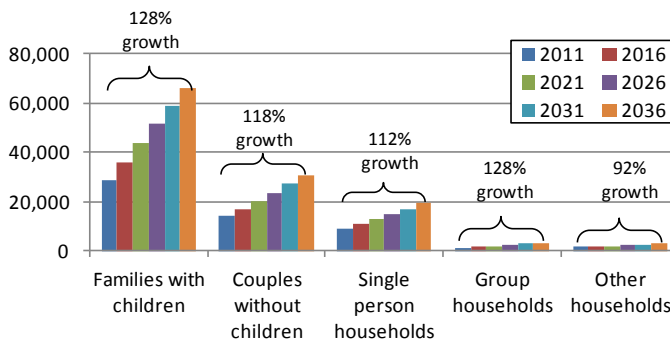 128%
growth
80,000
60,000
40,000
20,000
0
118%
growth
112%
growth
128%
growth
92%
growth
2011 2016
2021 2026
2031 2036
Families with
children
Couples
without
children
Single
person
households
Group
households
Other
households